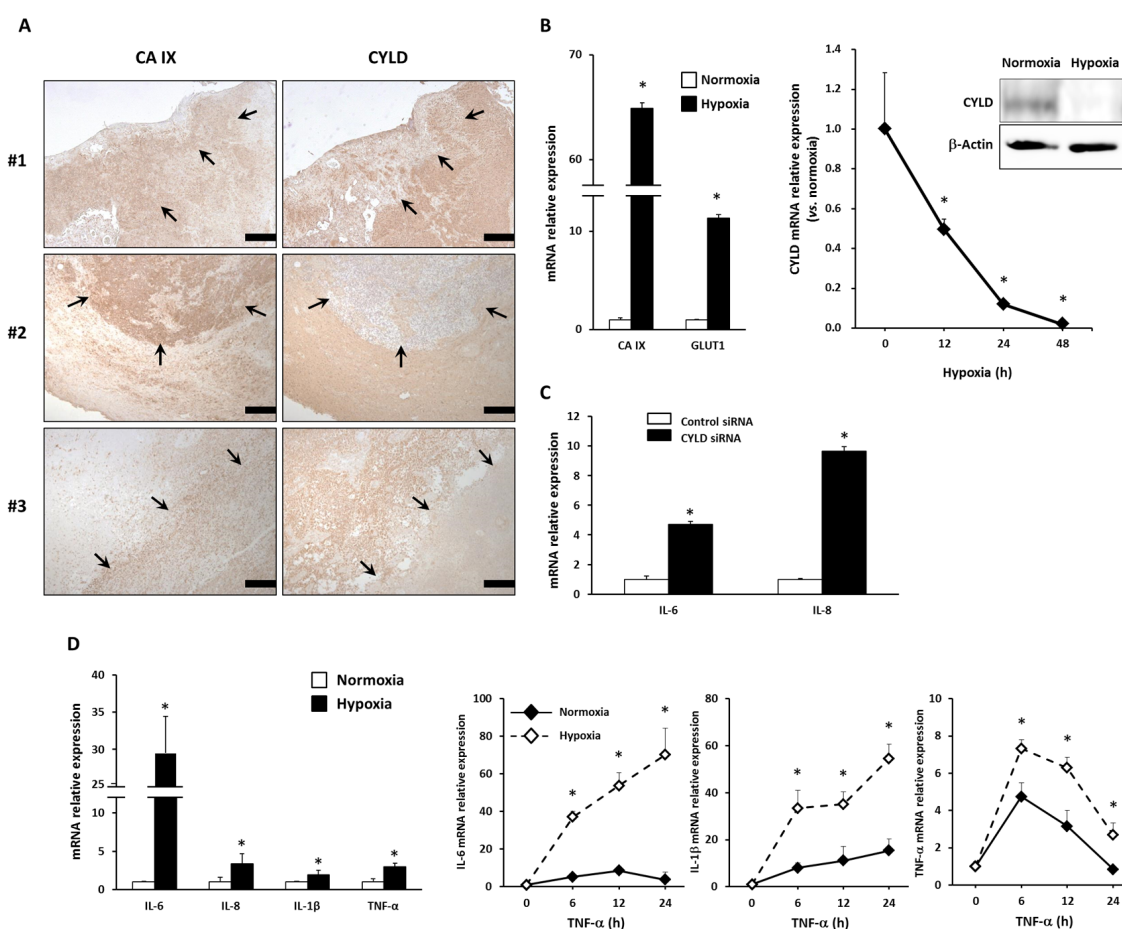 A
CA IX
CYLD
#1
#2
#3
B
mRNA relative expression
70
60
10
0
Normoxia
Hypoxia
*
*
CA IX
GLUT1
CYLD mRNA relative expression
(vs. normoxia)
1.4
1.2
1.0
0.8
0.6
0.4
0.2
0.0
*
*
*
0
12
24
48
Hypoxia (h)
Normoxia
Hypoxia
CYLD
β-Actin
C
mRNA relative expression
12
10
8
6
4
2
0
Control siRNA
CYLD siRNA
*
*
IL-6
IL-8
D
mRNA relative expression
40
35
30
25
10
5
0
Normoxia
Hypoxia
*
*
*
*
IL-6
IL-8
IL-1β
TNF-α
IL-6 mRNA relative expression
100
80
60
40
20
0
Normoxia
Hypoxia
*
*
*
0
6
12
24
TNF-α (h)
IL-1β mRNA relative expression
80
60
40
20
0
*
*
*
0
6
12
24
TNF-α (h)
TNF-α mRNA relative expression
10
8
6
4
2
0
*
*
*
0
6
12
24
TNF-α (h)